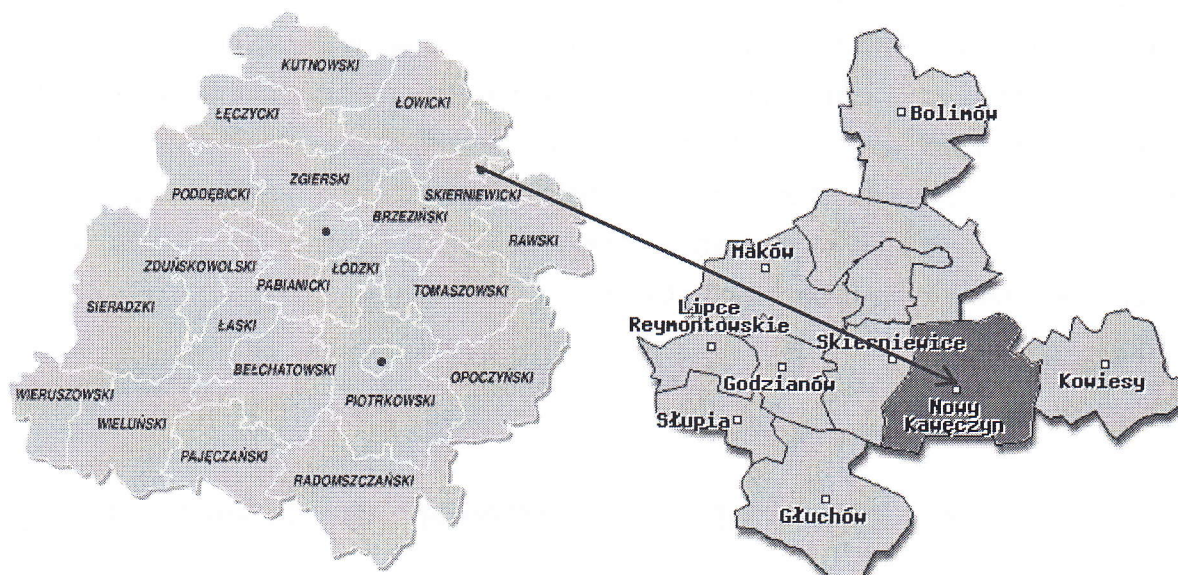 KUTNOWSKI
ŁOWICKI
ŁĘCZYCKI
ZGIERSKI
PODDĘBICKI
SKIERNIEWICKI
BRZEZIŃSKI
RAWSKI
ZDUŃSKOWOLSKI
ŁÓDZKI
PABIANICKI
TOMASZOWSKI
SIERADZKI
ŁASKI
BEŁCHATOWSKI
OPOCZYŃSKI
WIERUSZOWSKI
PIOTRKOWSKI
WIELUŃSKI
PAJĘCZAŃSKI
RADOMSZCZAŃSKI
Bolimów
Maków
Lipce
Reymontowskie
Skierniewice
Godzianów
Kowiesy
Nowy
Kawęczyn
Słupia
Głuchów